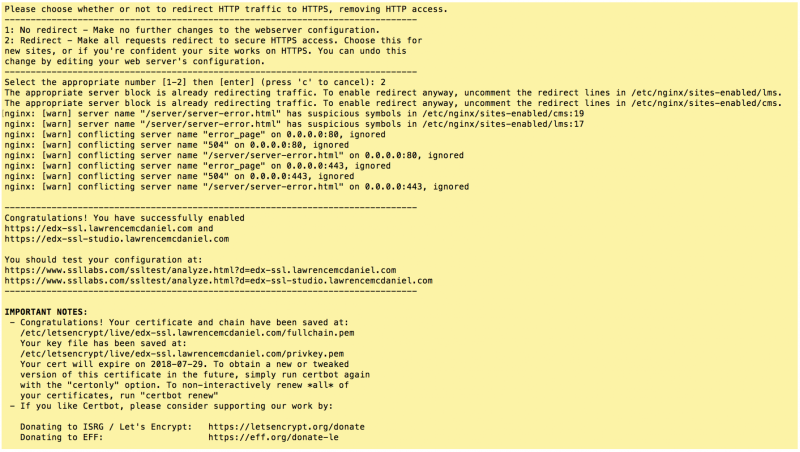 Please choose whether or not to redirect HTTP traffic to HTTPS, removing HTTP access.
-------------------------------------------------------------------------------
1: No redirect - Make no further changes to the webserver configuration.
2: Redirect - Make all requests redirect to secure HTTPS access. Choose this for
new sites, or if you're confident your site works on HTTPS. You can undo this
change by editing your web server's configuration.
-------------------------------------------------------------------------------
Select the appropriate number [1-2] then [enter] (press 'c' to cancel): 2
The appropriate server block is already redirecting traffic. To enable redirect anyway, uncomment the redirect lines in /etc/nginx/sites-enabled/lms.
The appropriate server block is already redirecting traffic. To enable redirect anyway, uncomment the redirect lines in /etc/nginx/sites-enabled/cms.
nginx: [warn] server name "/server/server-error.html" has suspicious symbols in /etc/nginx/sites-enabled/cms:19
nginx: [warn] server name "/server/server-error.html" has suspicious symbols in /etc/nginx/sites-enabled/lms:17
nginx: [warn] conflicting server name "error_page" on 0.0.0.0:80, ignored
nginx: [warn] conflicting server name "504" on 0.0.0.0:80, ignored
nginx: [warn] conflicting server name "/server/server-error.html" on 0.0.0.0:80, ignored
nginx: [warn] conflicting server name "error_page" on 0.0.0.0:443, ignored
nginx: [warn] conflicting server name "504" on 0.0.0.0:443, ignored
nginx: [warn] conflicting server name "/server/server-error.html" on 0.0.0.0:443, ignored
-------------------------------------------------------------------------------
Congratulations! You have successfully enabled
https://edx-ssl.lawrencemcdaniel.com and
https://edx-ssl-studio.lawrencemcdaniel.com
You should test your configuration at:
https://www.ssllabs.com/ssltest/analyze.html?d=edx-ssl.lawrencemcdaniel.com
https://www.ssllabs.com/ssltest/analyze.html?d=edx-ssl-studio.lawrencemcdaniel.com
-------------------------------------------------------------------------------
IMPORTANT NOTES:
- Congratulations! Your certificate and chain have been saved at:
/etc/letsencrypt/live/edx-ssl.lawrencemcdaniel.com/fullchain.pem
Your key file has been saved at:
/etc/letsencrypt/live/edx-ssl.lawrencemcdaniel.com/privkey.pem
Your cert will expire on 2018-07-29. To obtain a new or tweaked
version of this certificate in the future, simply run certbot again
with the "certonly" option. To non-interactively renew *all* of
your certificates, run "certbot renew"
- If you like Certbot, please consider supporting our work by:
Donating to ISRG / Let's Encrypt: https://letsencrypt.org/donate
Donating to EFF: https://eff.org/donate-le